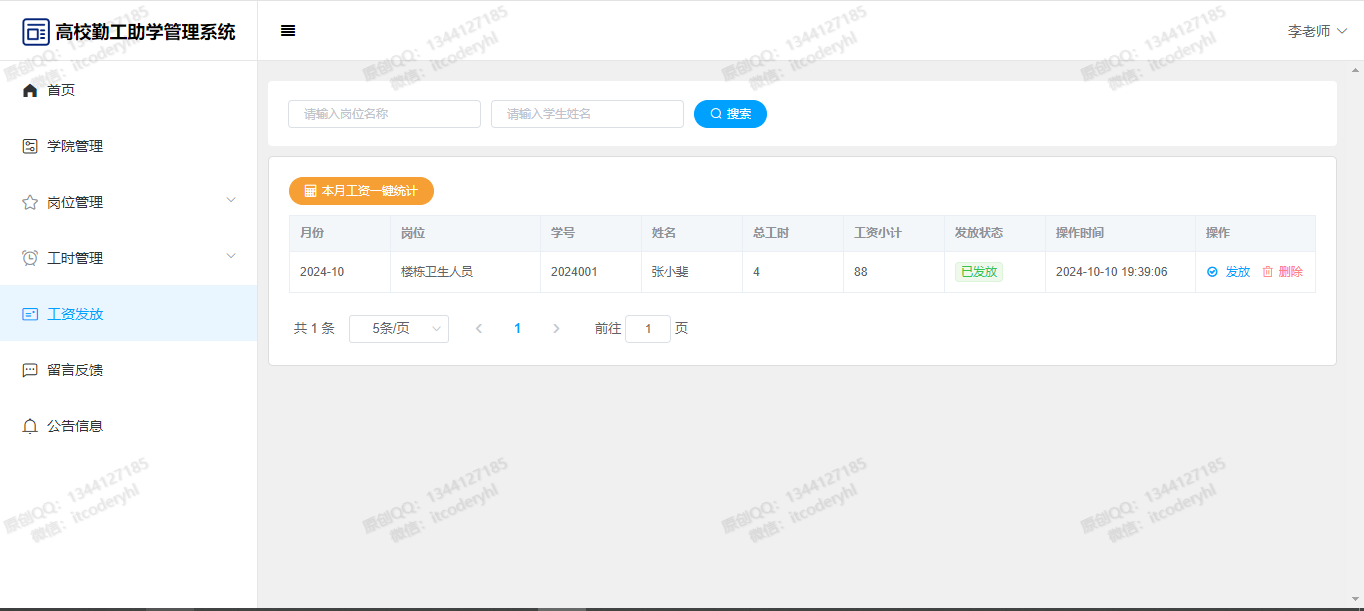 高校勤工助学管理系统
李老师
首页
学院管理
岗位管理
工时管理
工资发放
留言反馈
公告信息
请输入岗位名称 请输入学生姓名 搜索
本月工资一键统计
月份 岗位 学号 姓名 总工时 工资小计 发放状态 操作时间 操作
2024-10 楼栋卫生人员 2024001 张小斐 4 88 已发放 2024-10-10 19:39:06 发放 删除
共 1 条 5条/页 1 前往 1 页
原创QQ：1344127185
微信：itcoderyhl
原创QQ：1344127185
微信：itcoderyhl
原创QQ：1344127185
微信：itcoderyhl
原创QQ：1344127185
微信：itcoderyhl
原创QQ：1344127185
微信：itcoderyhl
原创QQ：1344127185
微信：itcoderyhl
原创QQ：1344127185
微信：itcoderyhl
原创QQ：1344127185
微信：itcoderyhl